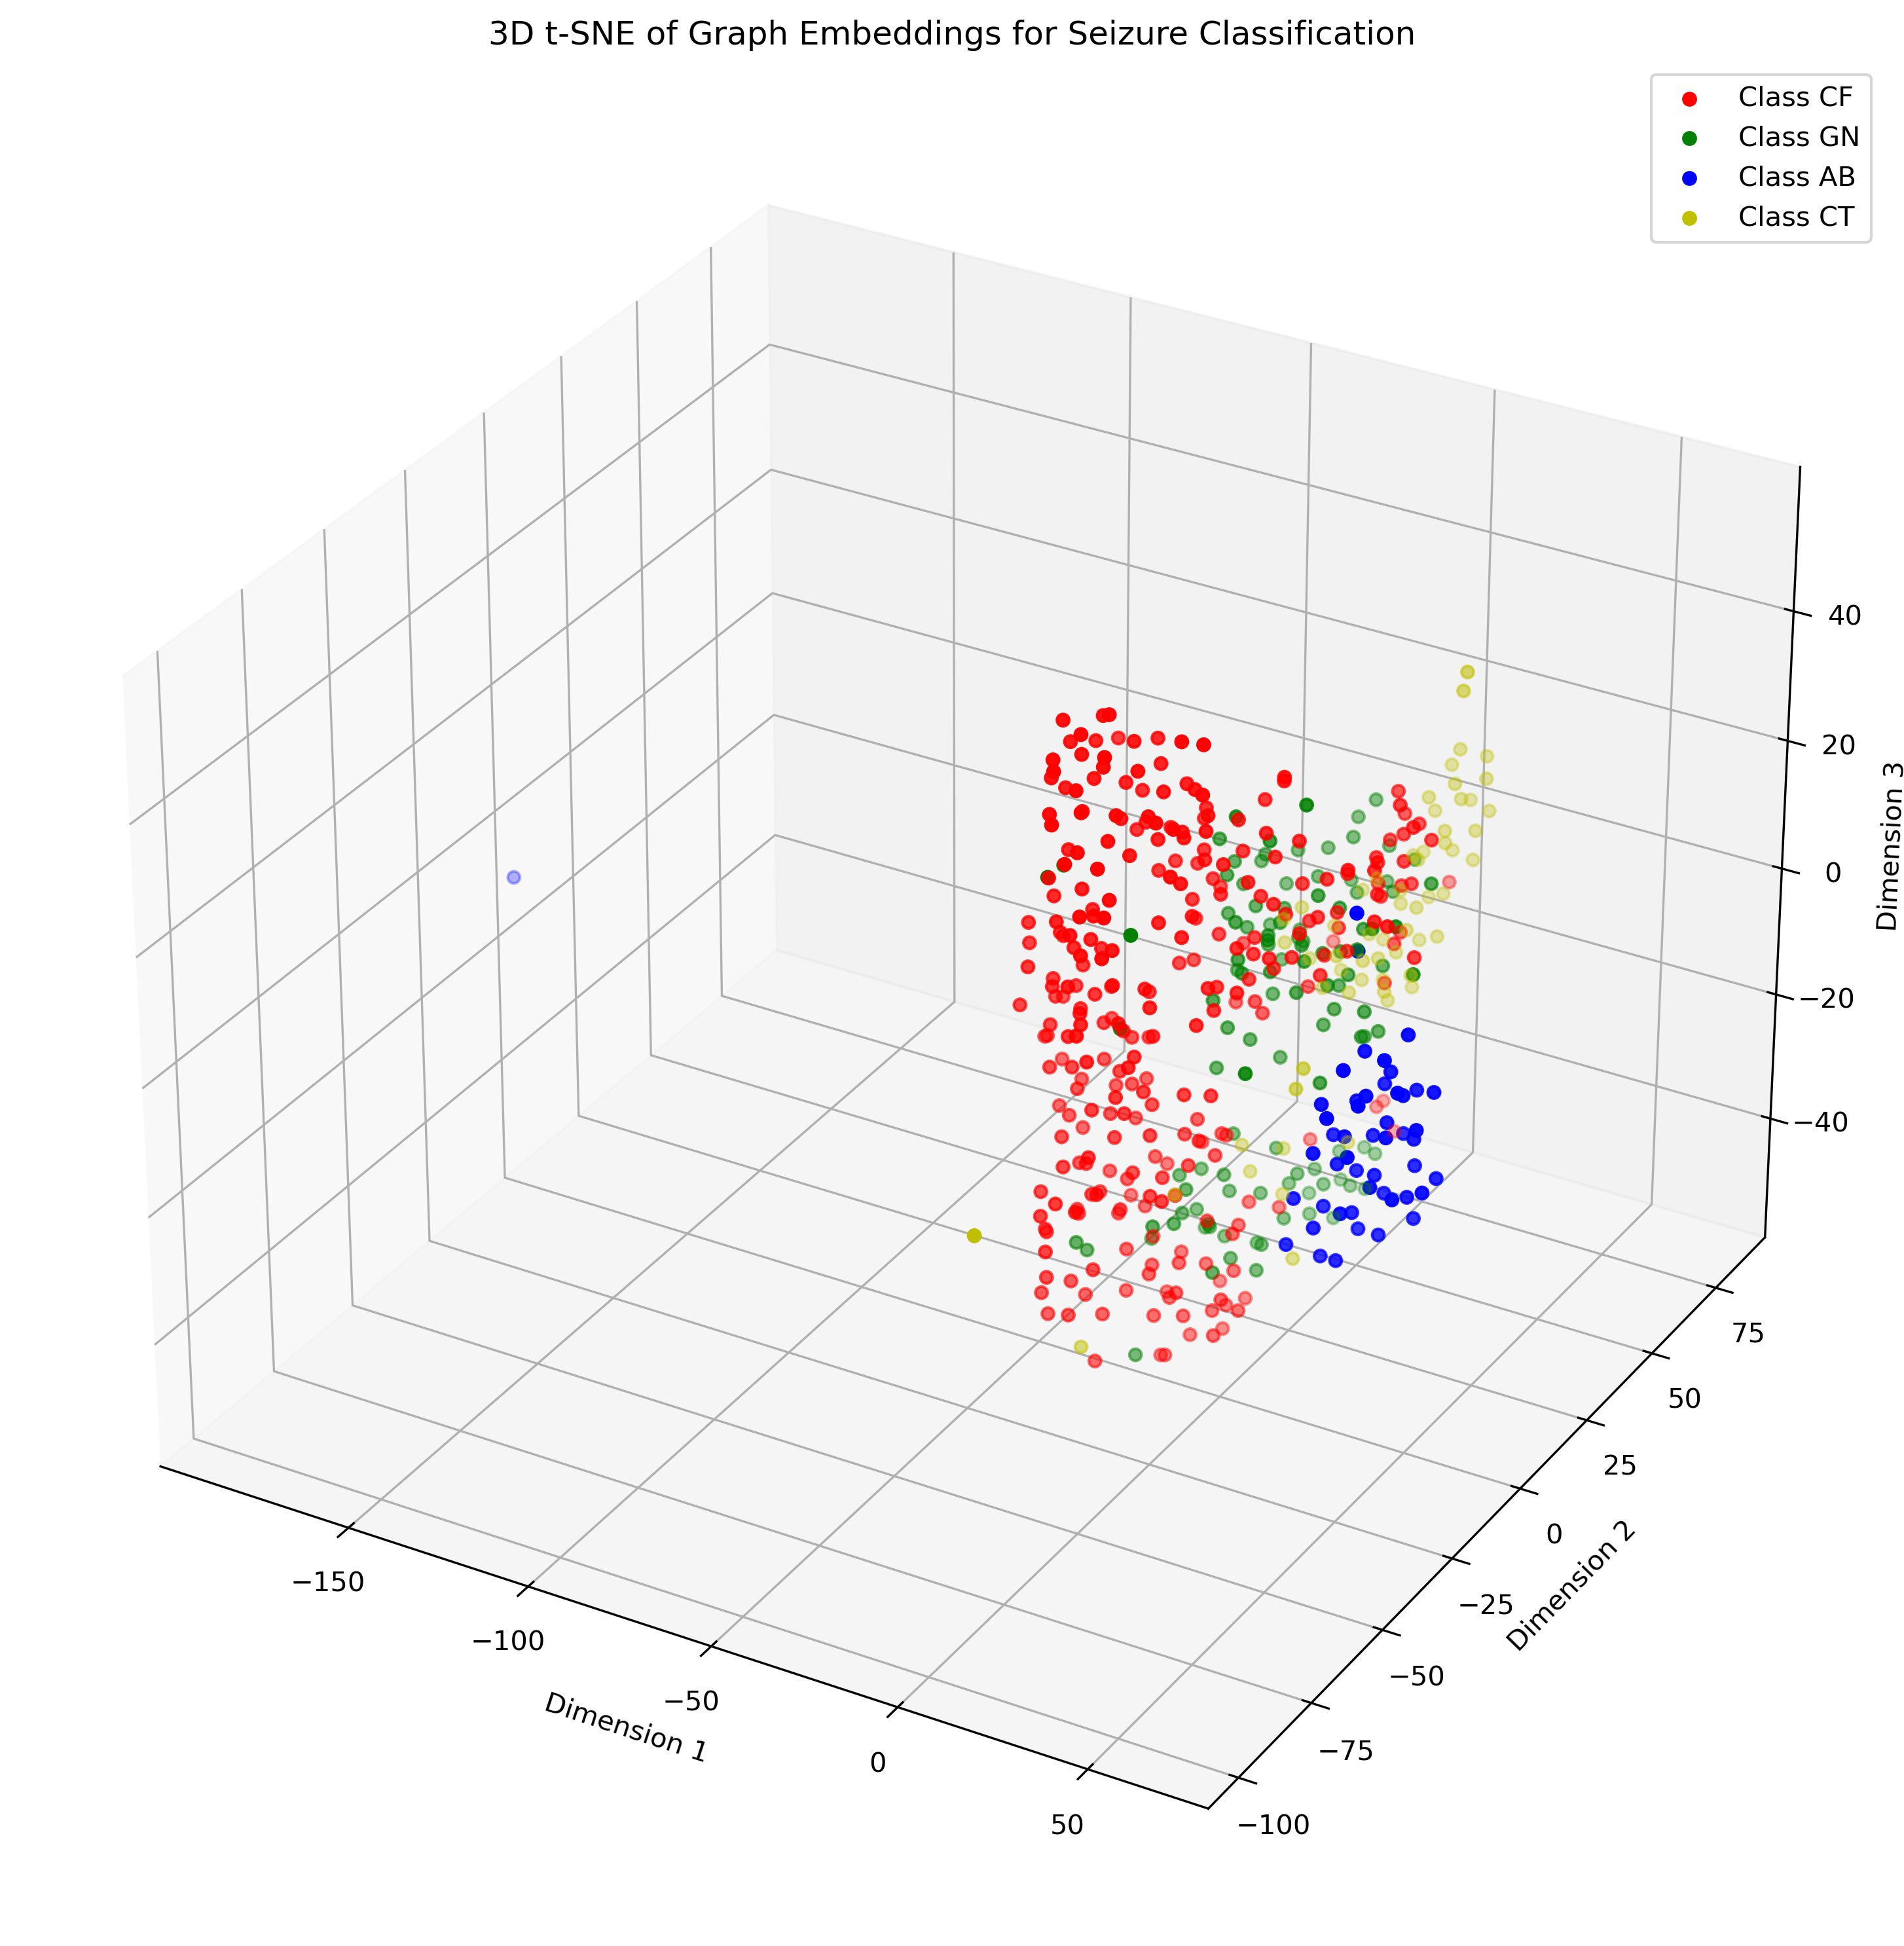 3D t-SNE of Graph Embeddings for Seizure Classification
Class CF
Class GN
Class AB
Class CT
40
20
0
−20
−40
Dimension 3
75
50
25
0
−25
−50
−75
−100
Dimension 2
−150
−100
−50
0
50
Dimension 1